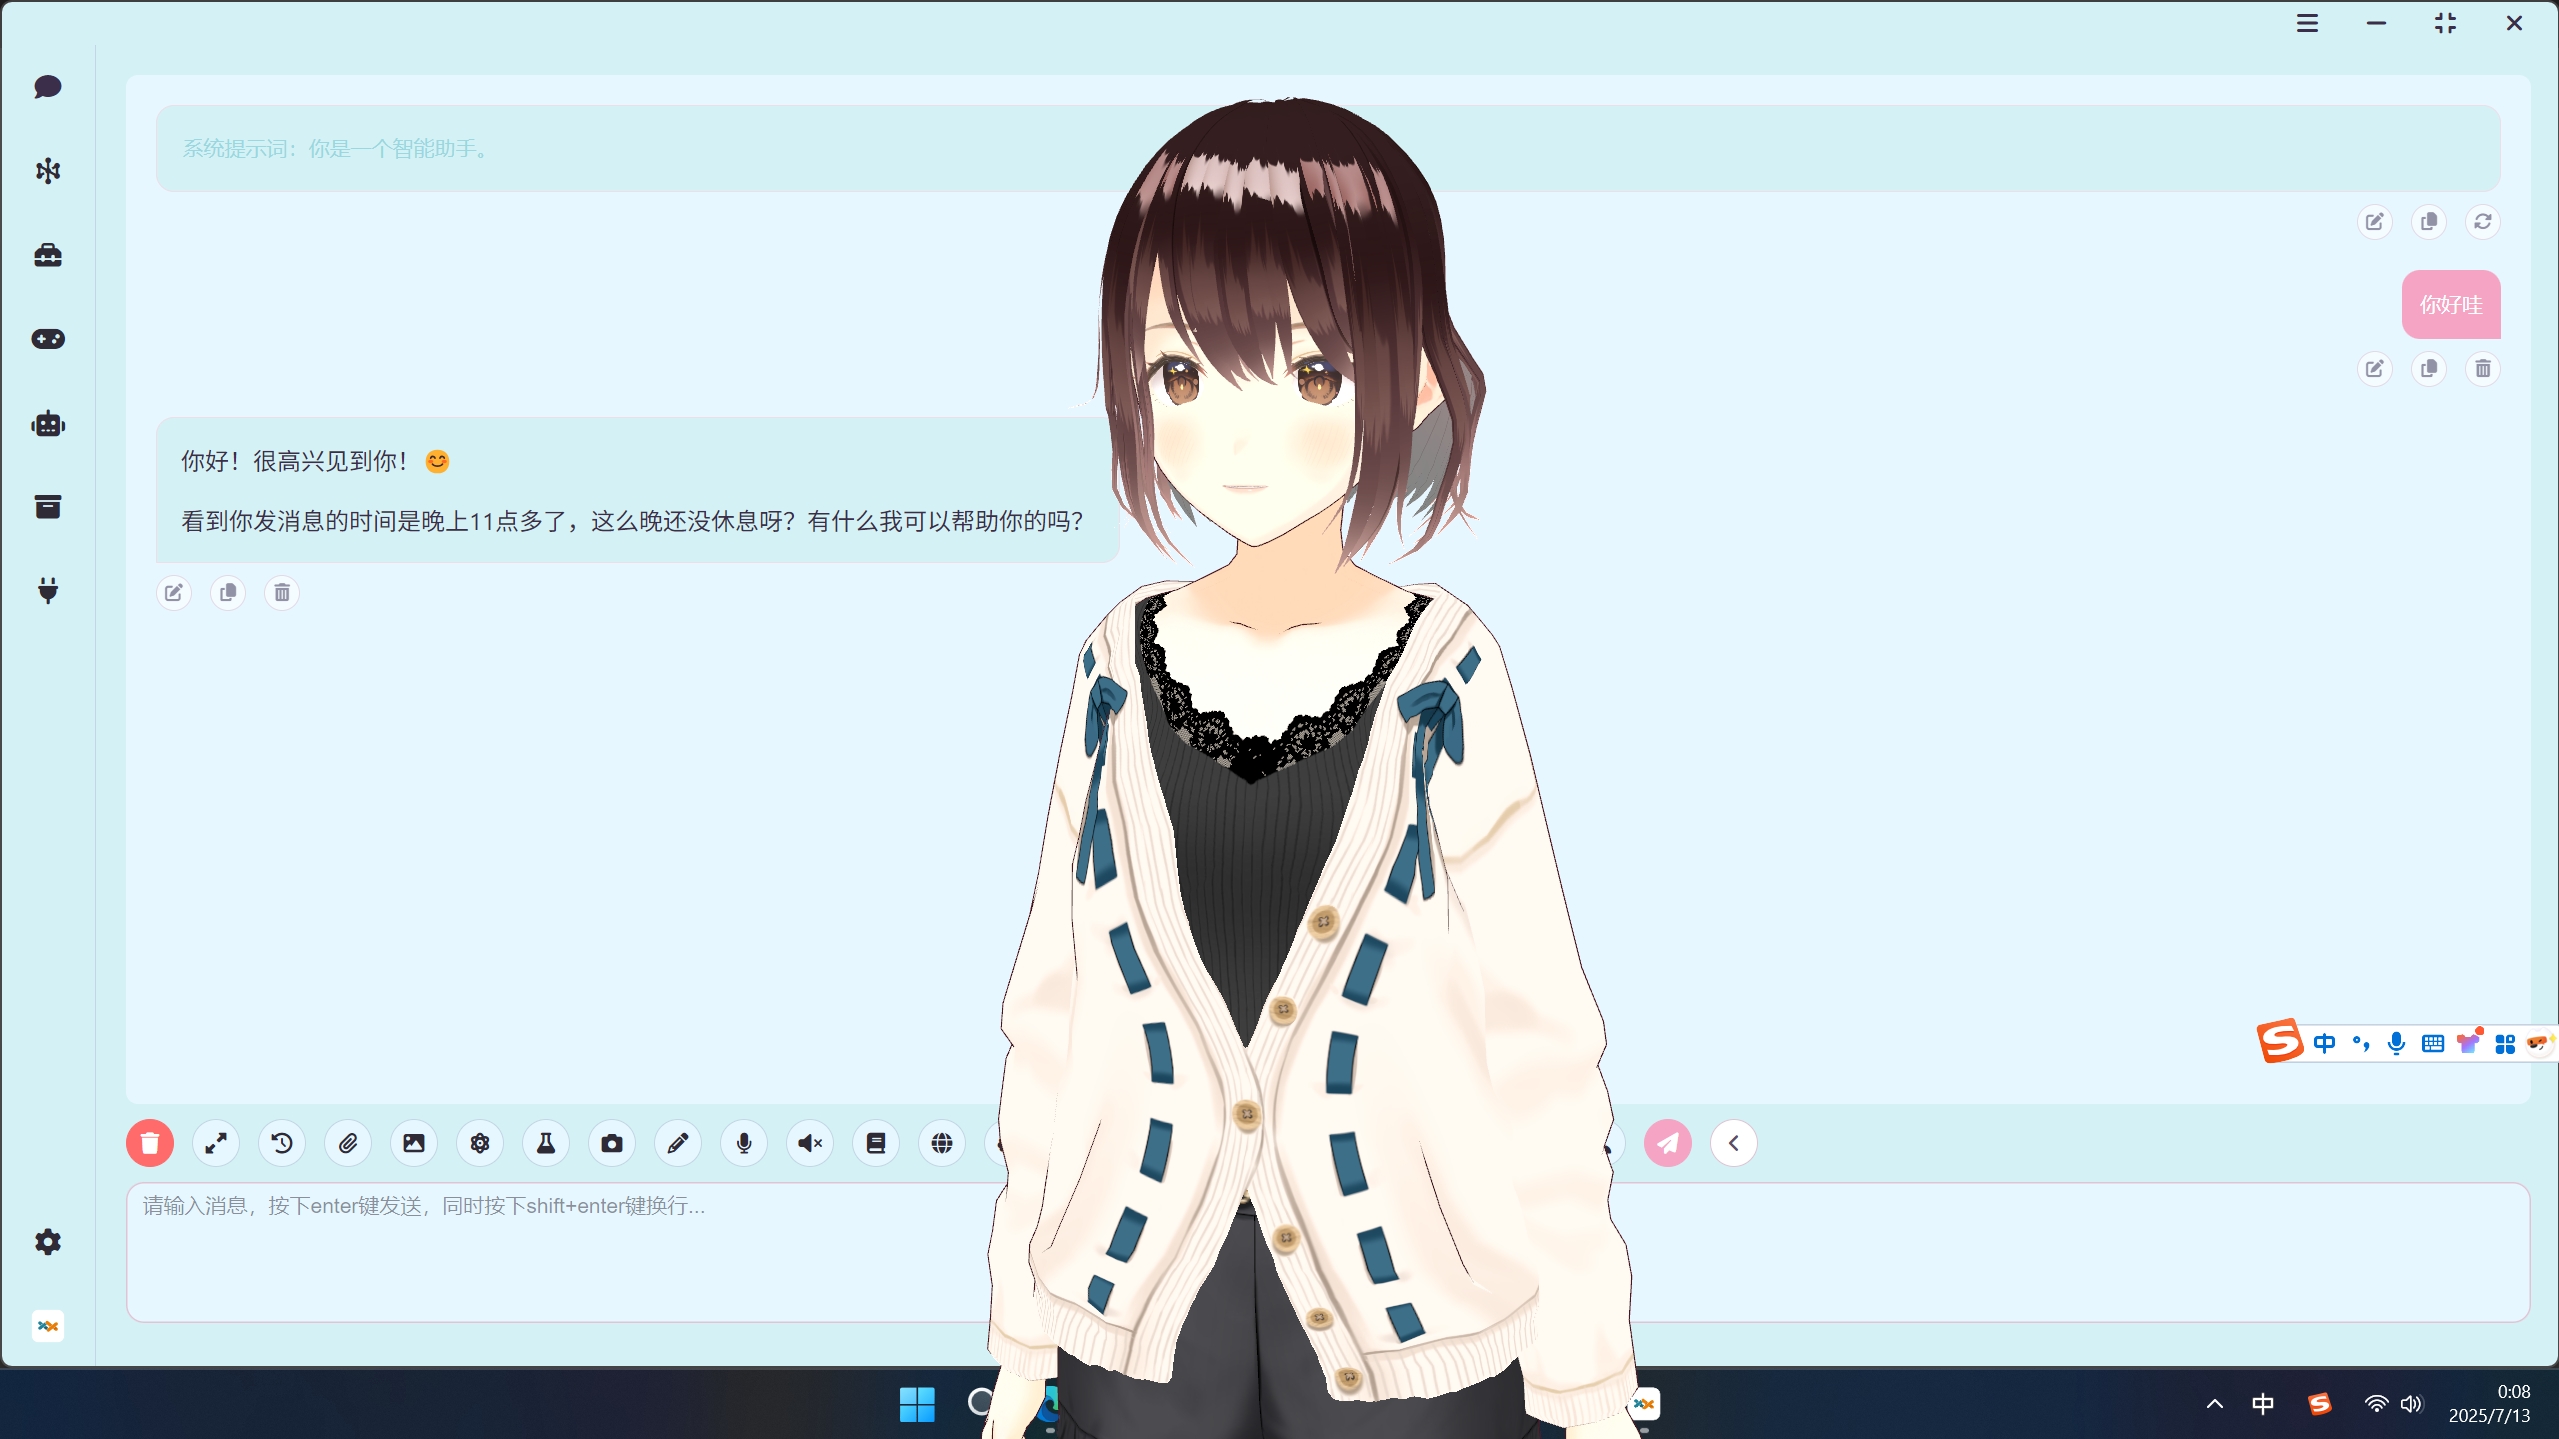 系统提示词：你是一个智能助手。
你好哇
你好！很高兴见到你！😊
看到你发消息的时间是晚上11点多了，这么晚还没休息呀？有什么我可以帮助你的吗？
中
请输入消息，按下enter键发送，同时按下shift+enter键换行...
中
0:08
2025/7/13